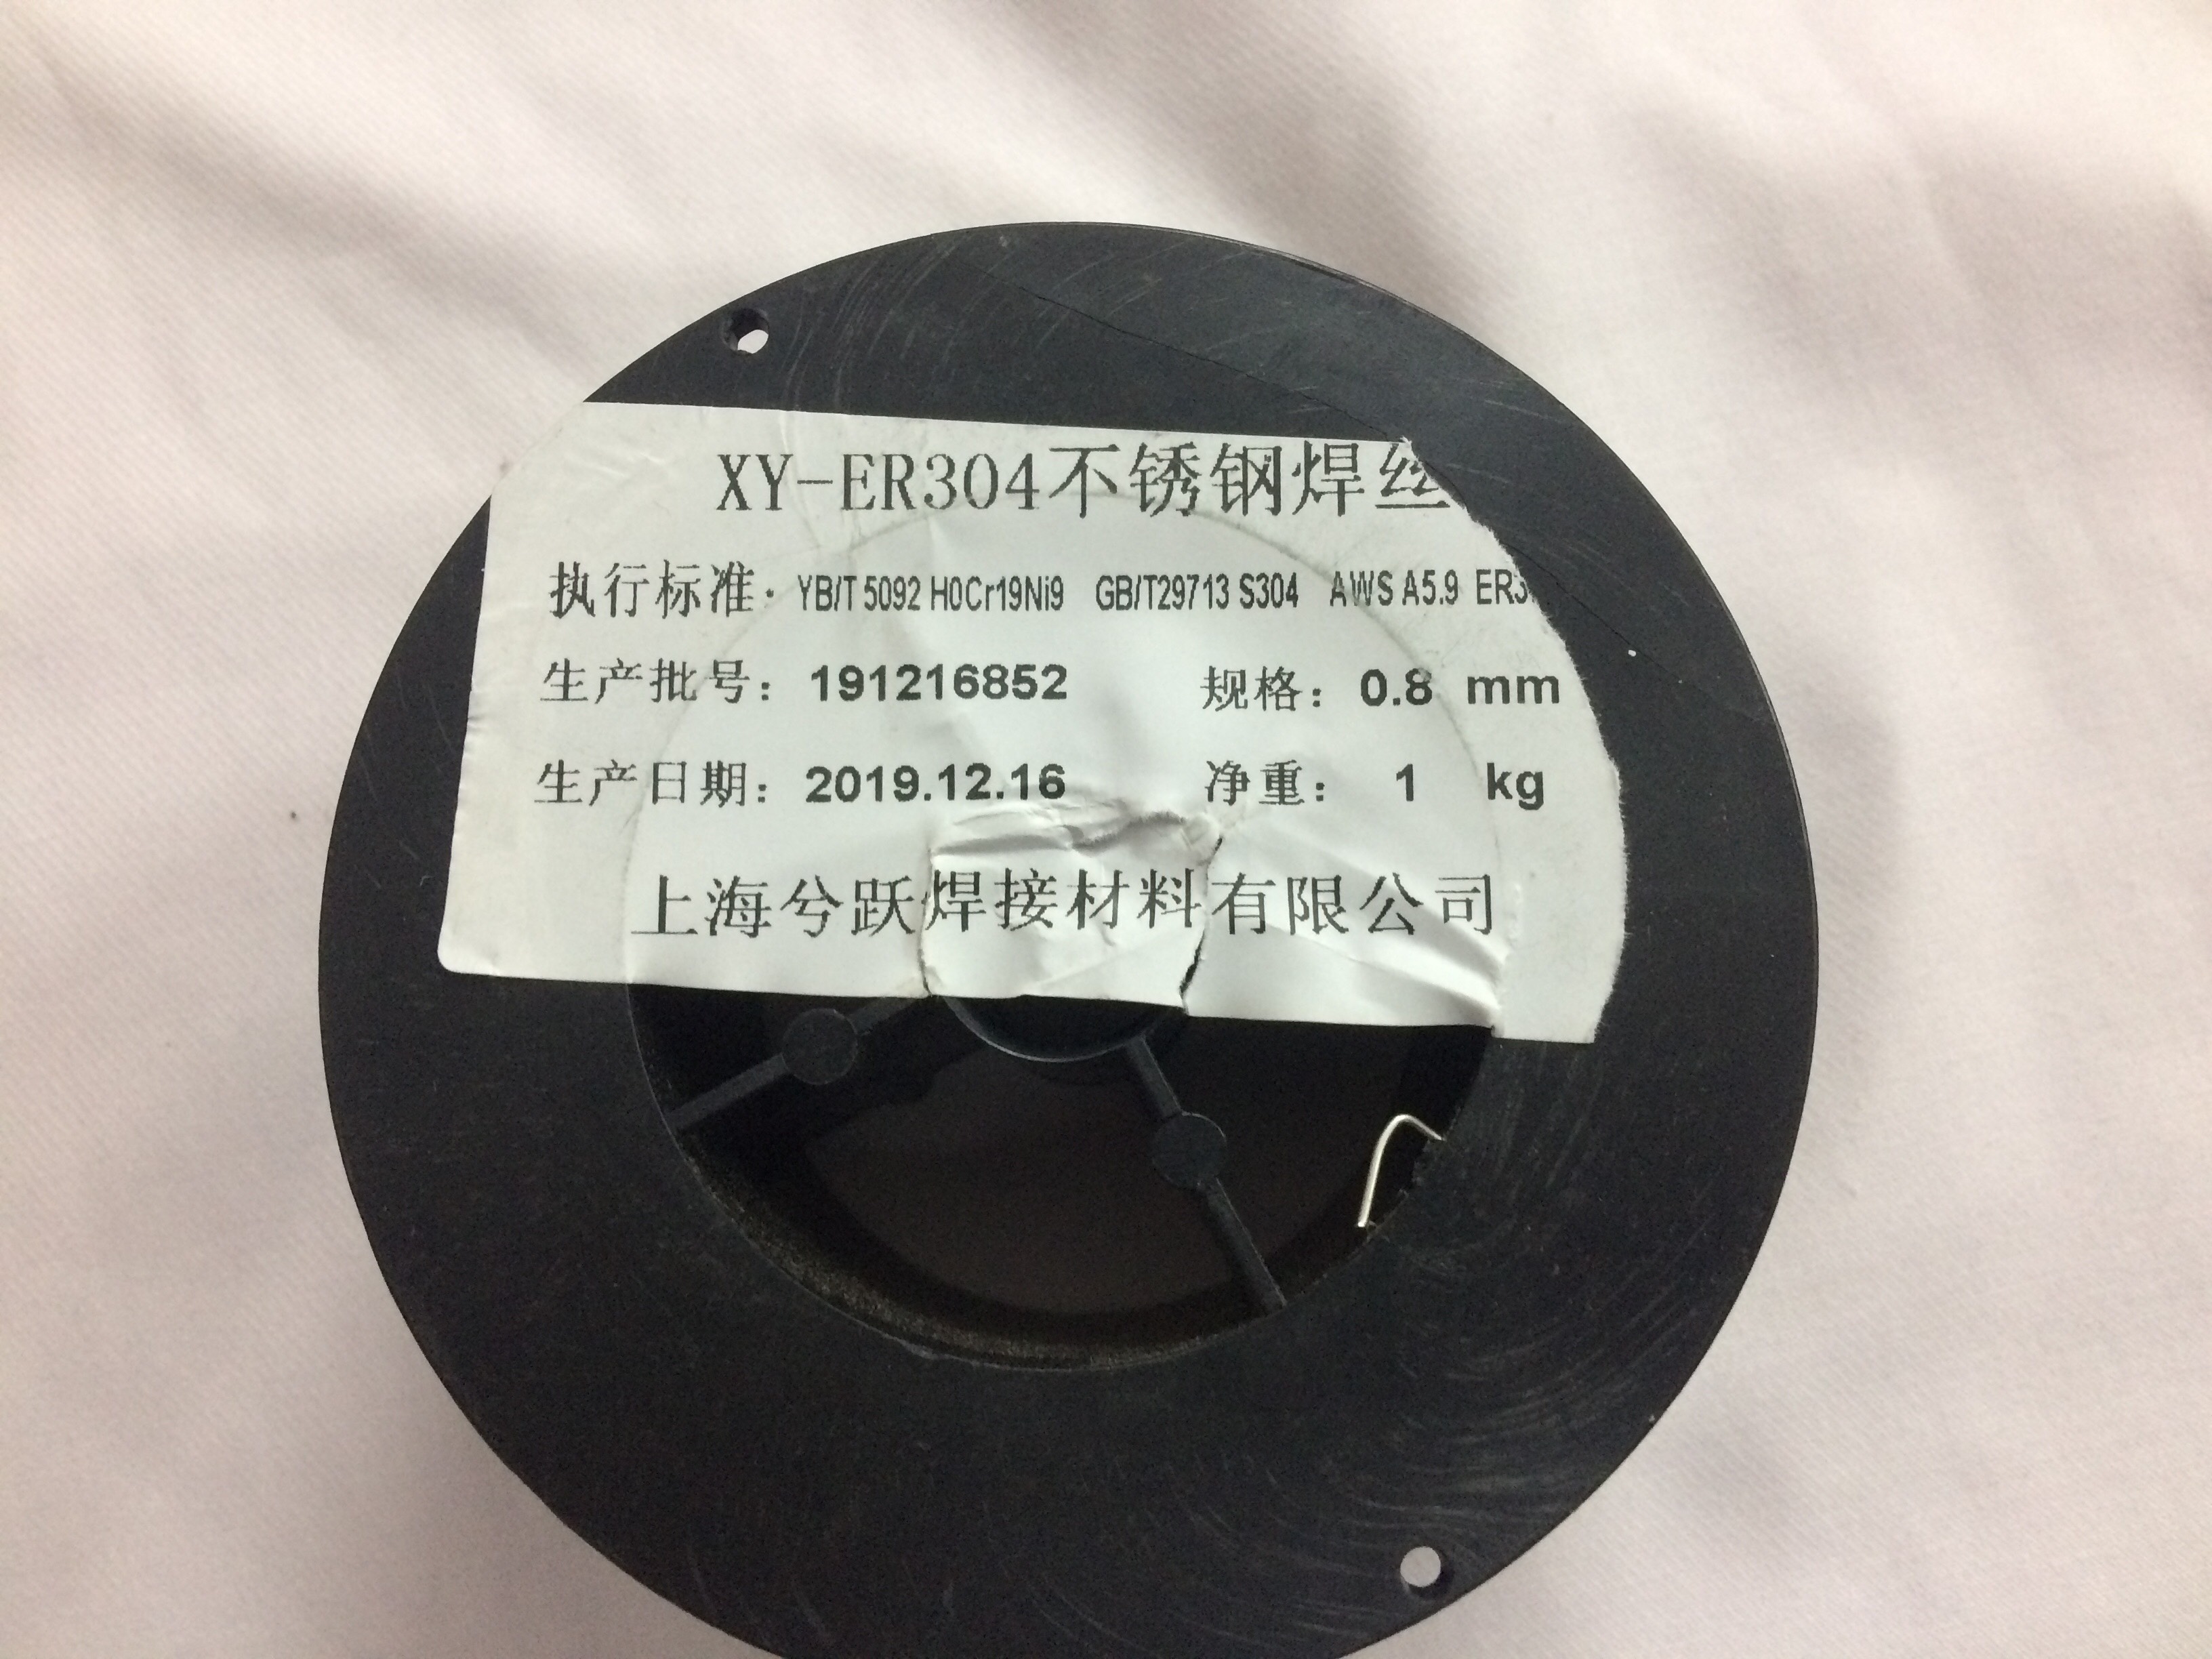 XY-ER304不锈钢焊丝
执行标准: YB/T 5092 H0Cr19Ni9 GB/T29713 S304 AWS A5.9
生产批号: 191216852 规格: 0.8 mm
生产日期: 2019.12.16 净重: 1 kg
上海兮跃焊接材料有限公司